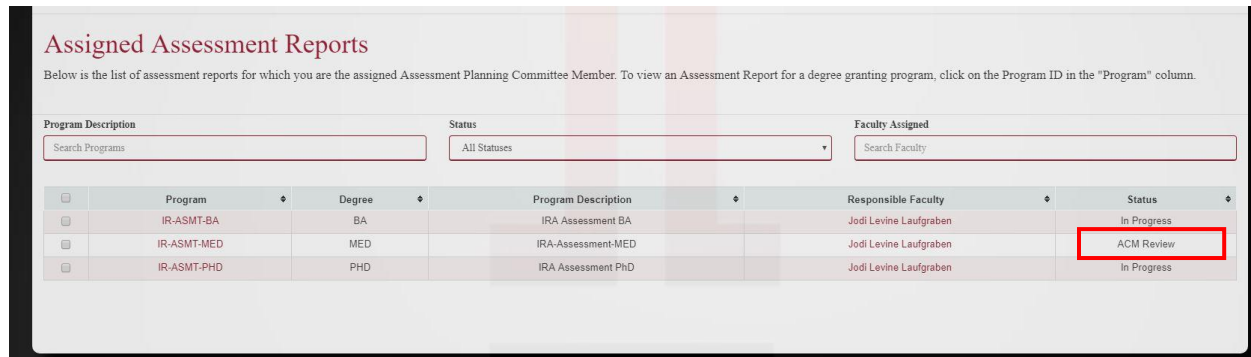 Assigned Assessment Reports
Below is the list of assessment reports for which you are the assigned Assessment Planning Committee Member. To view an Assessment Report for a degree granting program, click on the Program ID in the "Program" column.
Program Description Status Faculty Assigned
Search Programs All Statuses Search Faculty
Program Degree Program Description Responsible Faculty Status
IR-ASMT-BA BA IRA Assessment BA Jodi Levine Laufgraben In Progress
IR-ASMT-MED MED IRA-Assessment-MED Jodi Levine Laufgraben ACM Review
IR-ASMT-PHD PHD IRA Assessment PhD Jodi Levine Laufgraben In Progress